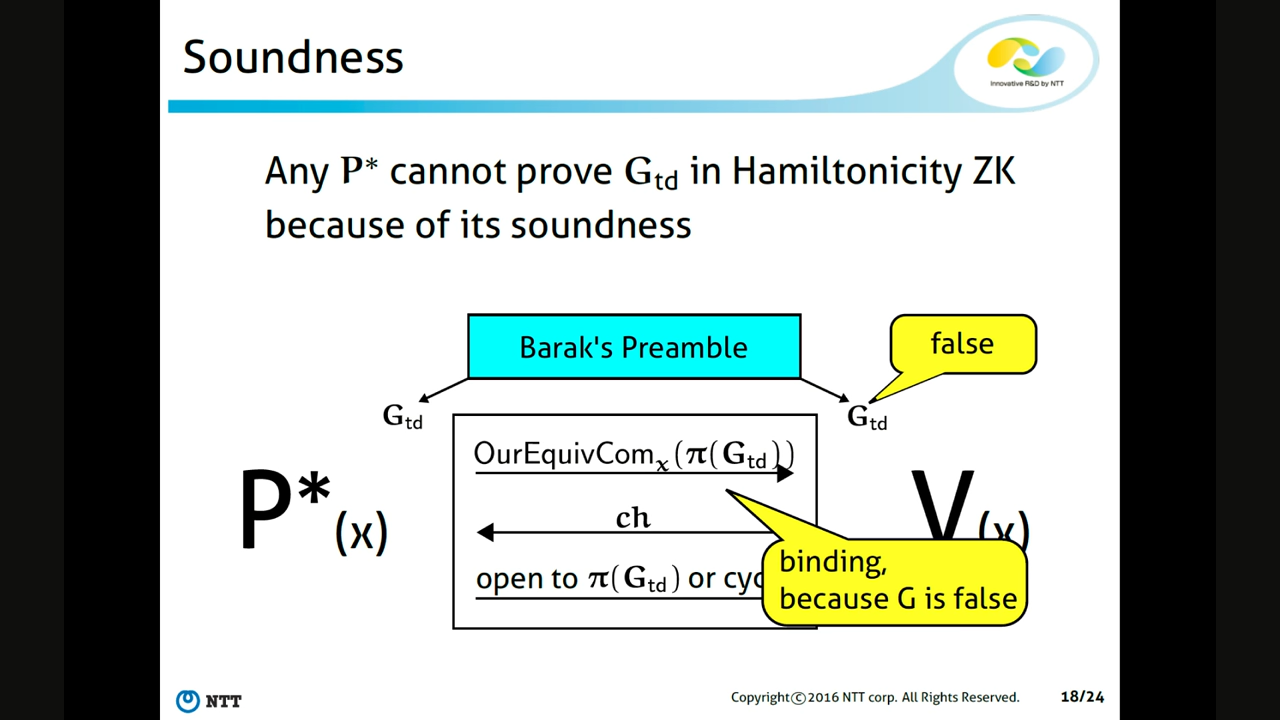 Soundness
Innovative R&D by NTT
Any P* cannot prove G_td in Hamiltonicity ZK
because of its soundness
Barak's Preamble
false
G_td
G_td
OurEquivCom_x(π(G_td))
P*(x)
ch
V(x)
open to π(G_td) or cyc
binding,
because G is false
NTT
Copyright©2016 NTT corp. All Rights Reserved.
18/24